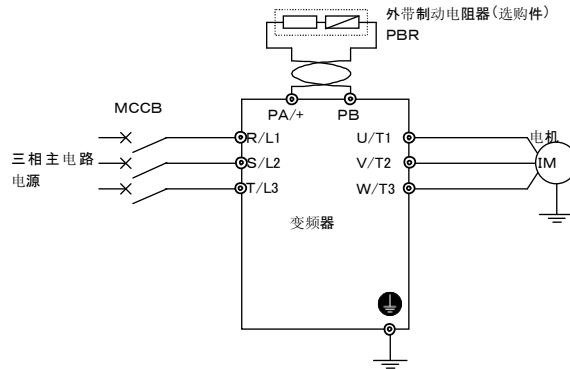 外带制动电阻器(选购件)
PBR
MCCB
PA/+
PB
R/L1
U/T1
电机
三相主电路
S/L2
V/T2
IM
电源
T/L3
W/T3
变频器